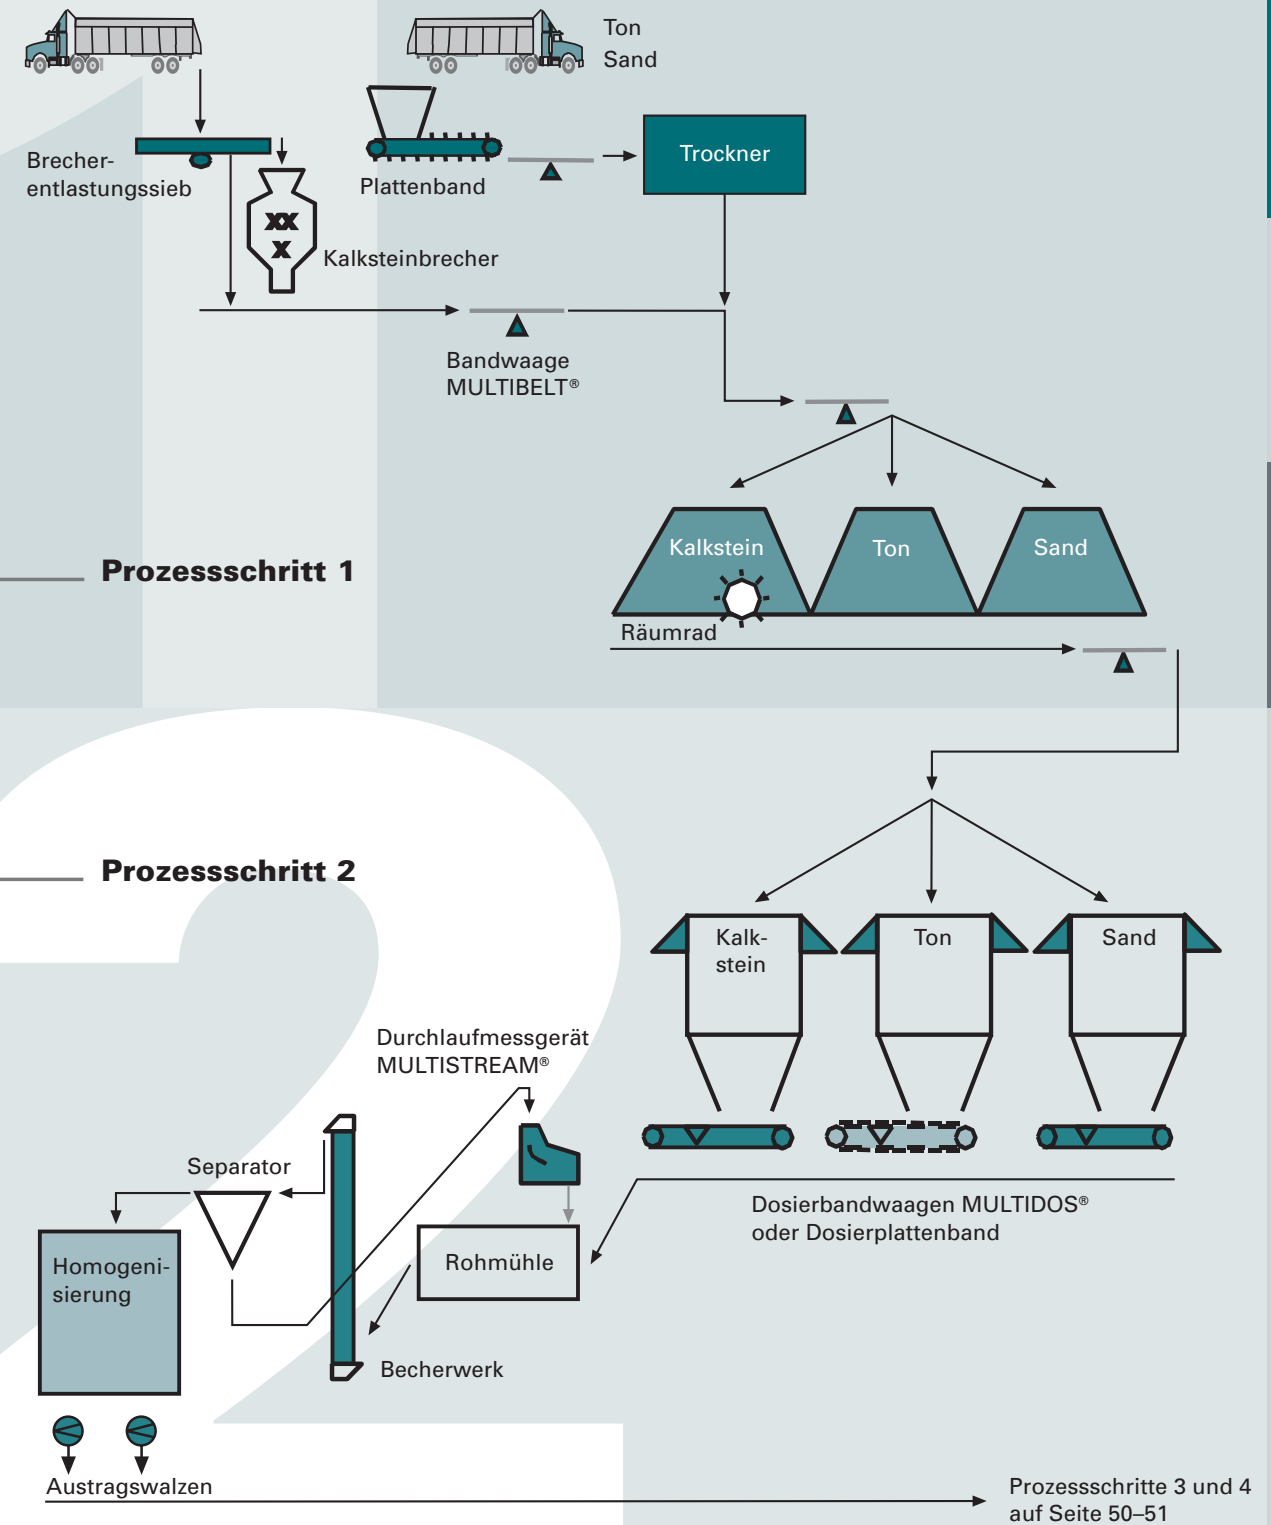 Ton
Sand
Brecher-
entlastungssieb
Plattenband
Trockner
Kalksteinbrecher
Bandwaage
MULTIBELT®
Kalkstein
Ton
Sand
Prozessschritt 1
Räumrad
Prozessschritt 2
Kalk-
stein
Ton
Sand
Durchlaufmessgerät
MULTISTREAM®
Separator
Dosierbandwaagen MULTIDOS®
oder Dosierplattenband
Homogeni-
sierung
Rohmühle
Becherwerk
Austragswalzen
Prozessschritte 3 und 4
auf Seite 50–51